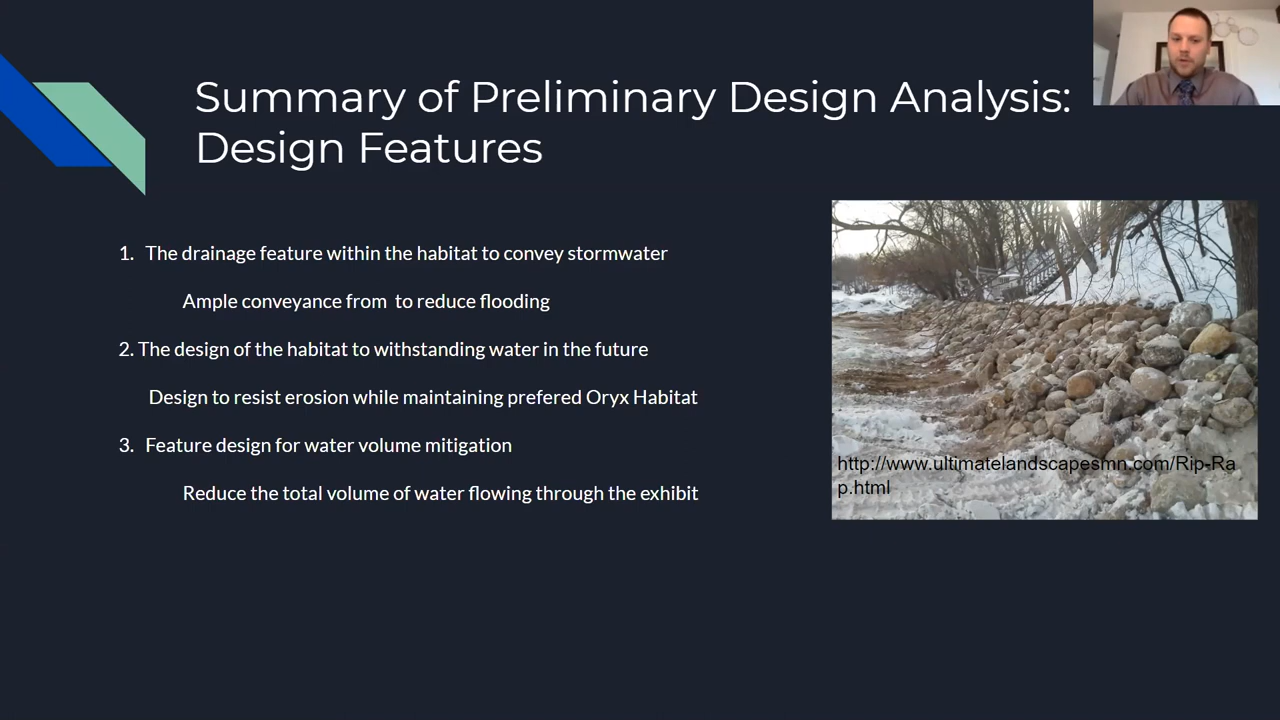 Summary of Preliminary Design Analysis:
Design Features
1. The drainage feature within the habitat to convey stormwater
Ample conveyance from  to reduce flooding
2. The design of the habitat to withstanding water in the future
Design to resist erosion while maintaining prefered Oryx Habitat
3. Feature design for water volume mitigation
Reduce the total volume of water flowing through the exhibit
http://www.ultimatelandscapesmn.com/Rip-Ra
p.html